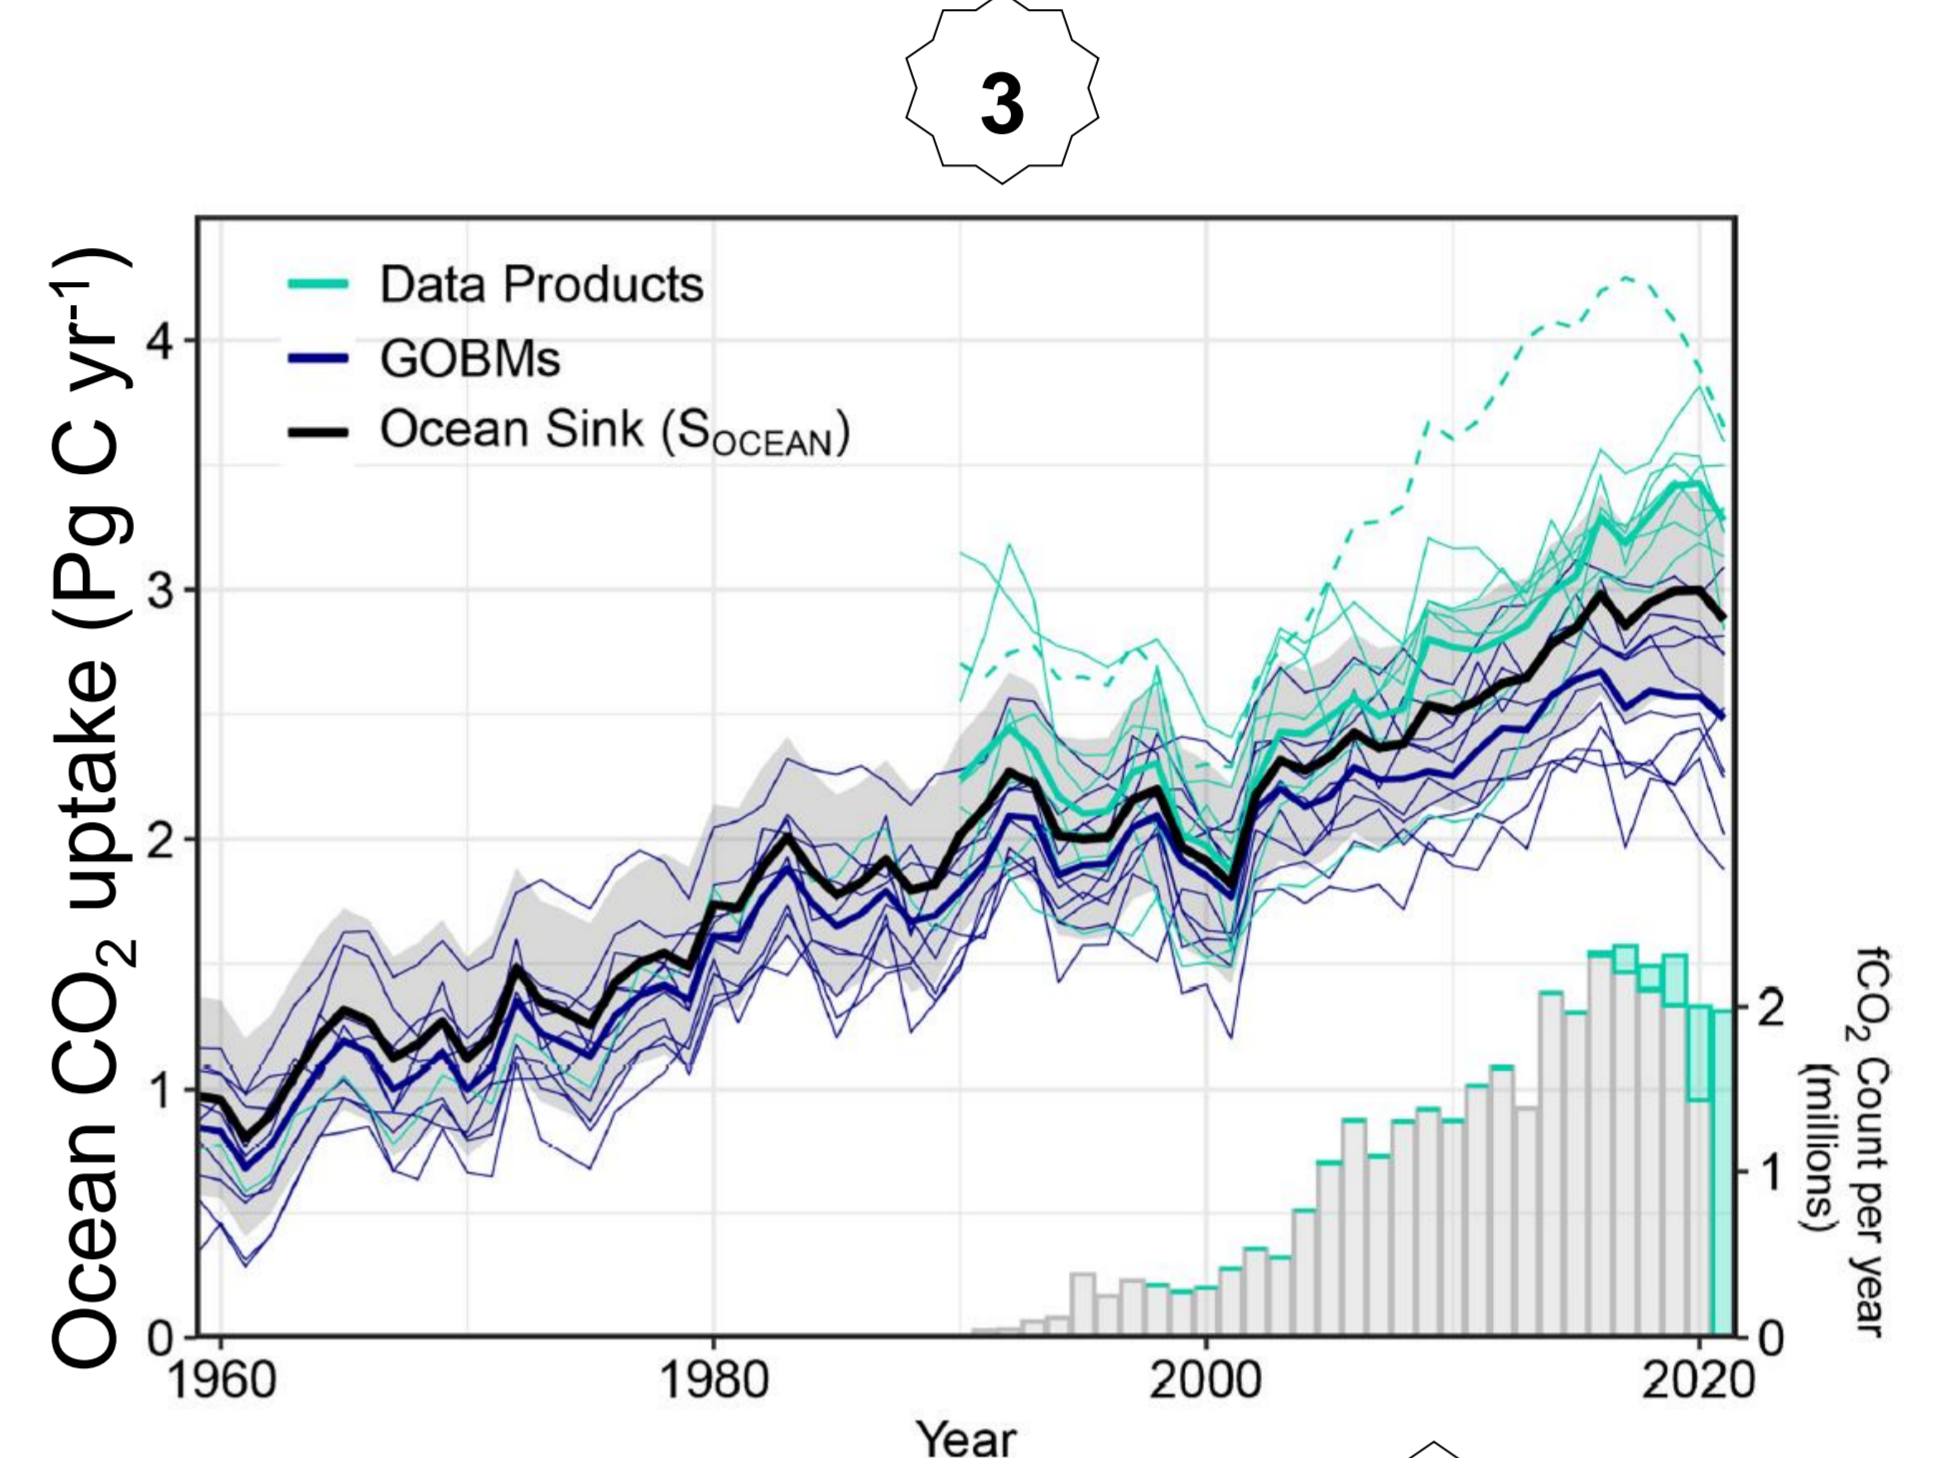 3
Ocean CO₂ uptake (Pg C yr⁻¹)
Data Products
GOBMs
Ocean Sink (S_OCEAN)
4
3
2
1
0
2
1
0
fCO₂ Count per year
(millions)
1960 1980 2000 2020
Year